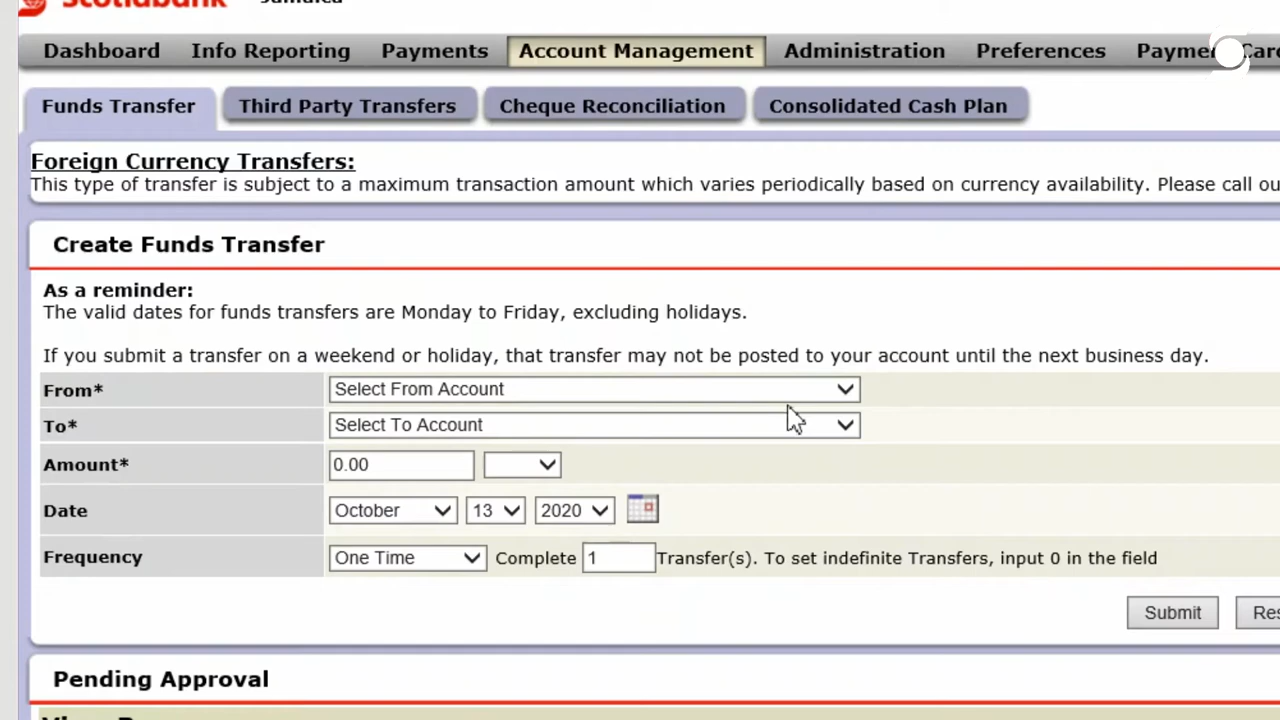 Scotiabank Jamaica
Dashboard Info Reporting Payments Account Management Administration Preferences
Funds Transfer Third Party Transfers Cheque Reconciliation Consolidated Cash Plan
Foreign Currency Transfers:
This type of transfer is subject to a maximum transaction amount which varies periodically based on currency availability. Please call
Create Funds Transfer
As a reminder:
The valid dates for funds transfers are Monday to Friday, excluding holidays.
If you submit a transfer on a weekend or holiday, that transfer may not be posted to your account until the next business day.
From* Select From Account
To* Select To Account
Amount* 0.00
Date October 13 2020
Frequency One Time Complete 1 Transfer(s). To set indefinite Transfers, input 0 in the field
Submit
Pending Approval